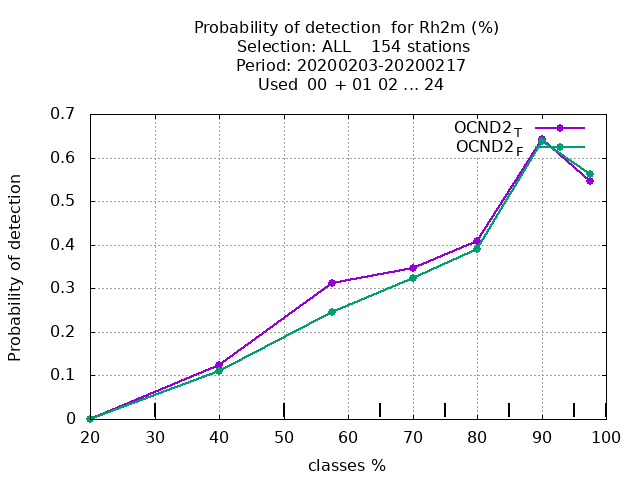 Probability of detection for Rh2m (%)
Selection: ALL 154 stations
Period: 20200203-20200217
Used 00 + 01 02 ... 24
0.7
0.6
0.5
0.4
0.3
0.2
0.1
0
Probability of detection
OCND2T
OCND2F
20 30 40 50 60 70 80 90 100
classes %